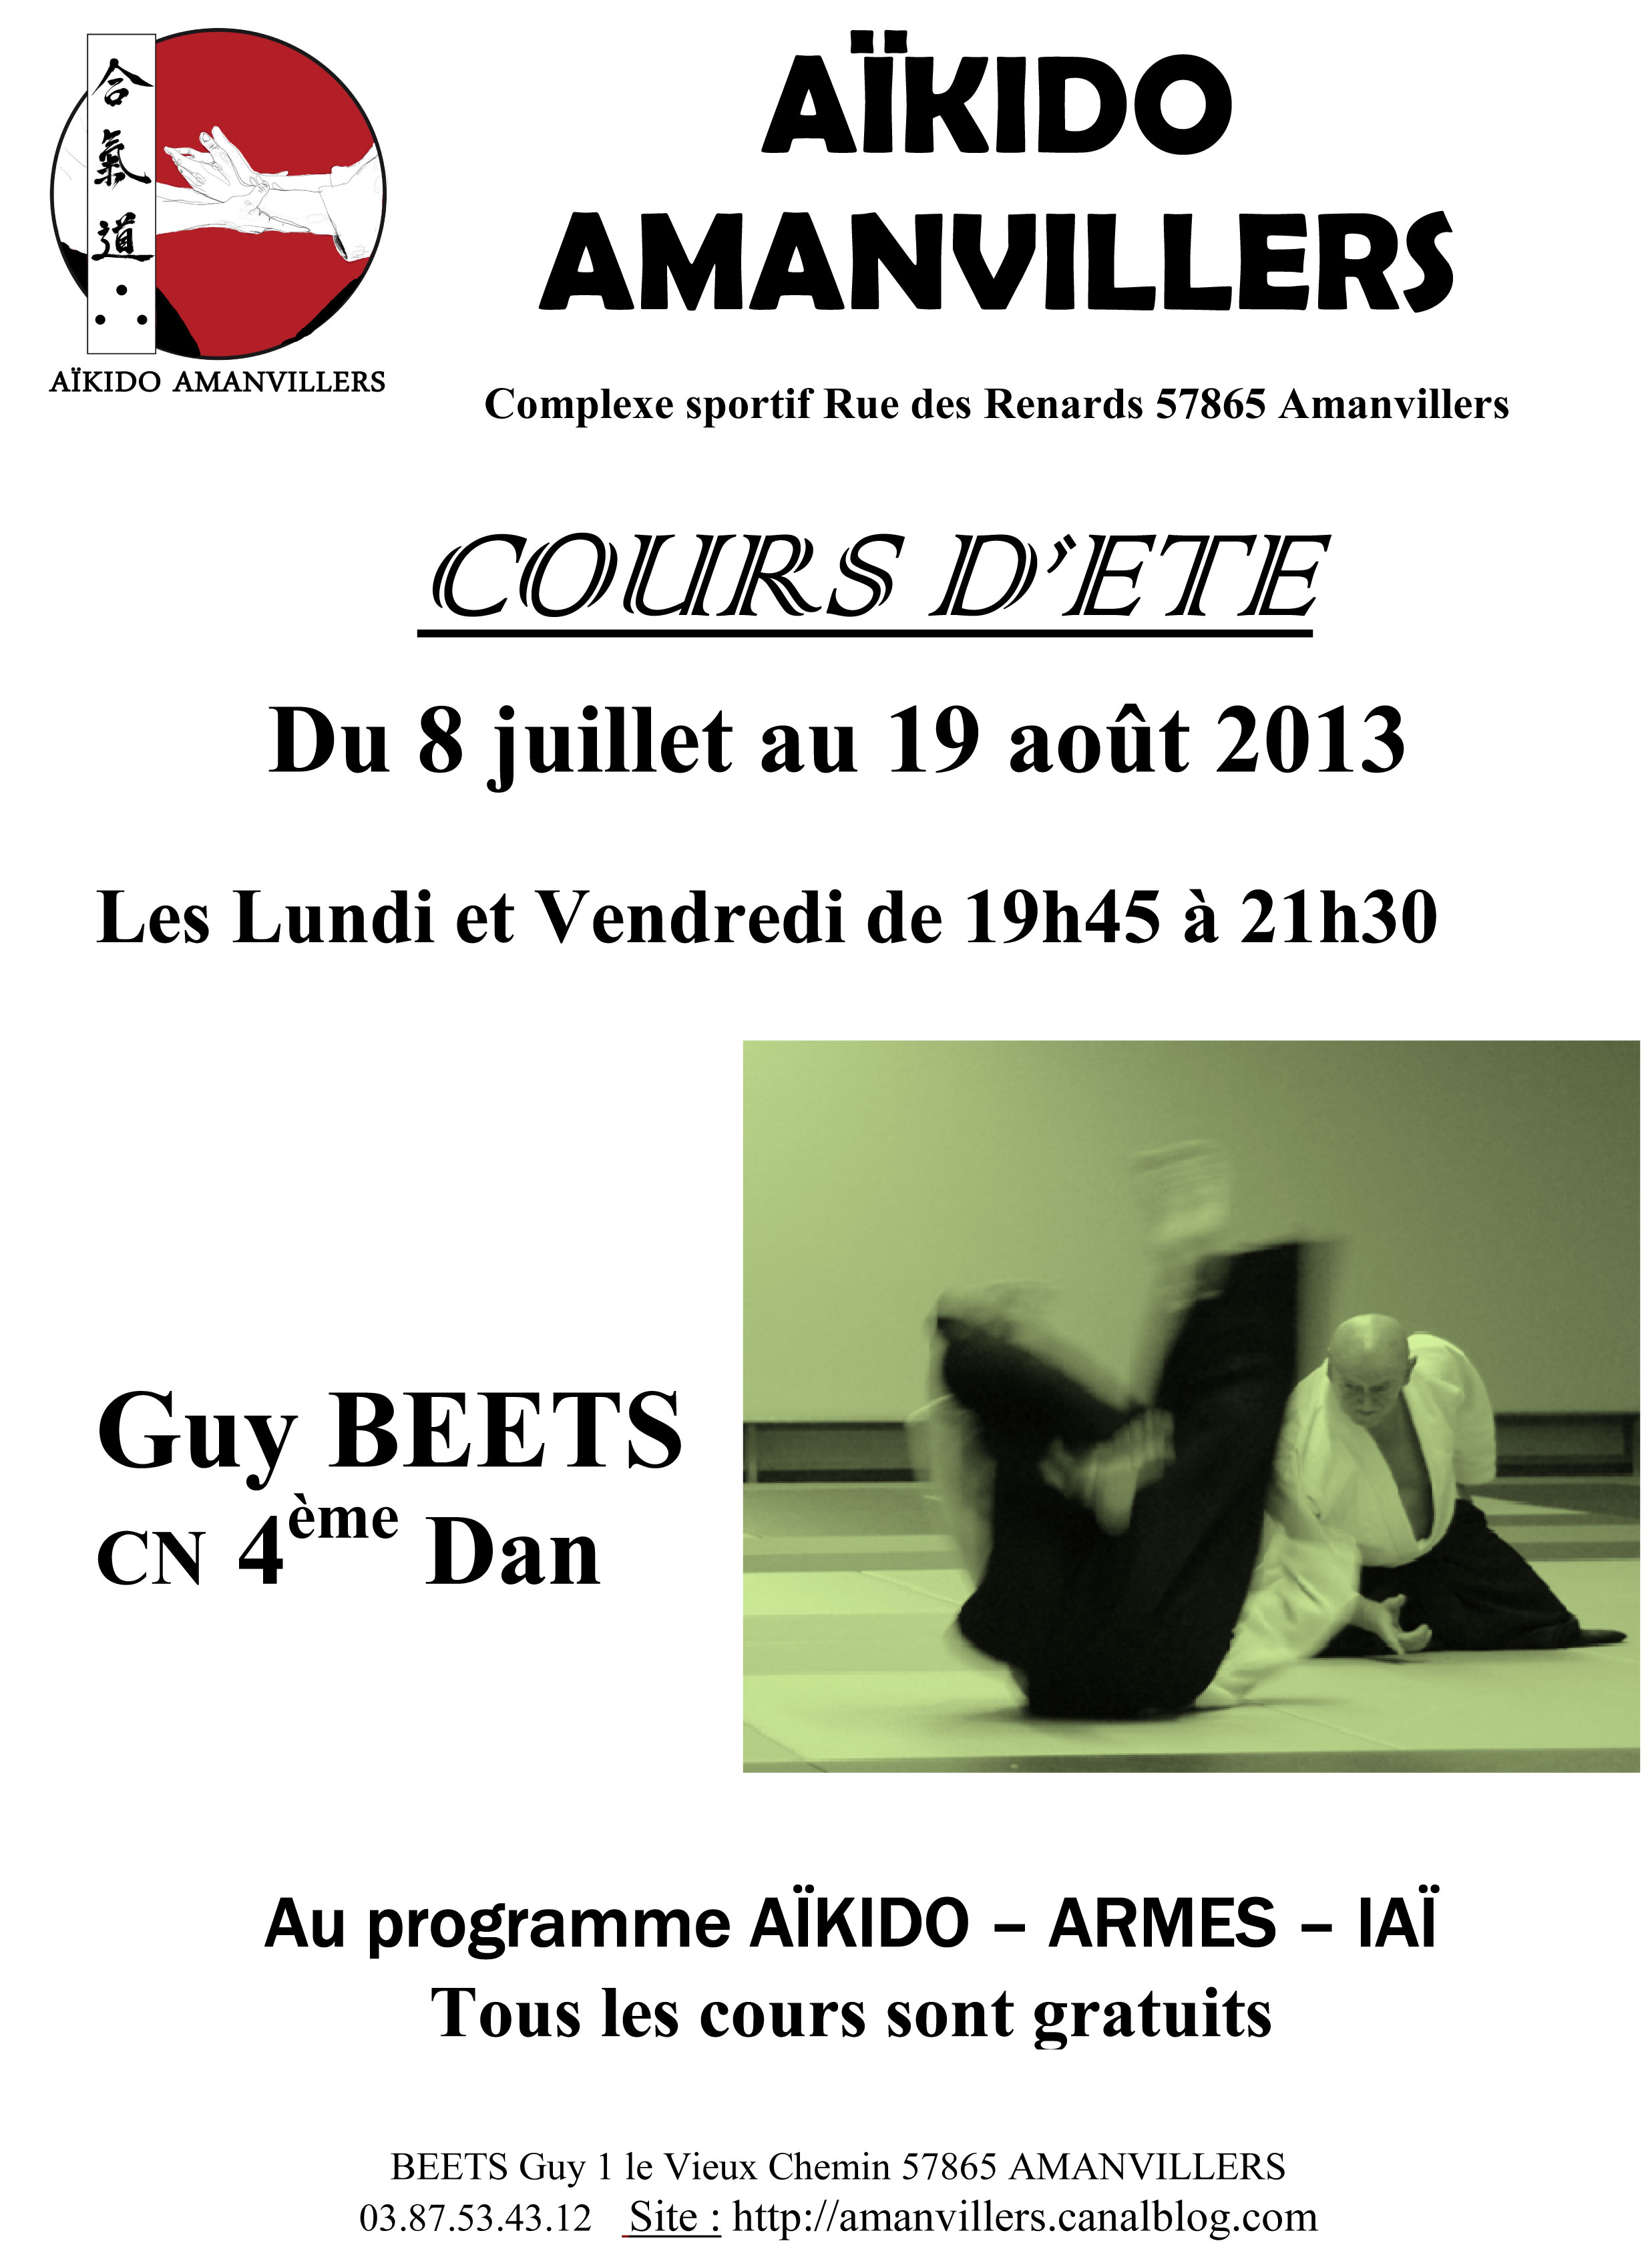 合
氣
道
AÏKIDO AMANVILLERS
AÏKIDO
AMANVILLERS
Complexe sportif Rue des Renards 57865 Amanvillers
COURS D’ETE
Du 8 juillet au 19 août 2013
Les Lundi et Vendredi de 19h45 à 21h30
Guy BEETS
CN 4ème Dan
Au programme AÏKIDO – ARMES – IAÏ
Tous les cours sont gratuits
BEETS Guy 1 le Vieux Chemin 57865 AMANVILLERS
03.87.53.43.12 Site : http://amanvillers.canalblog.com